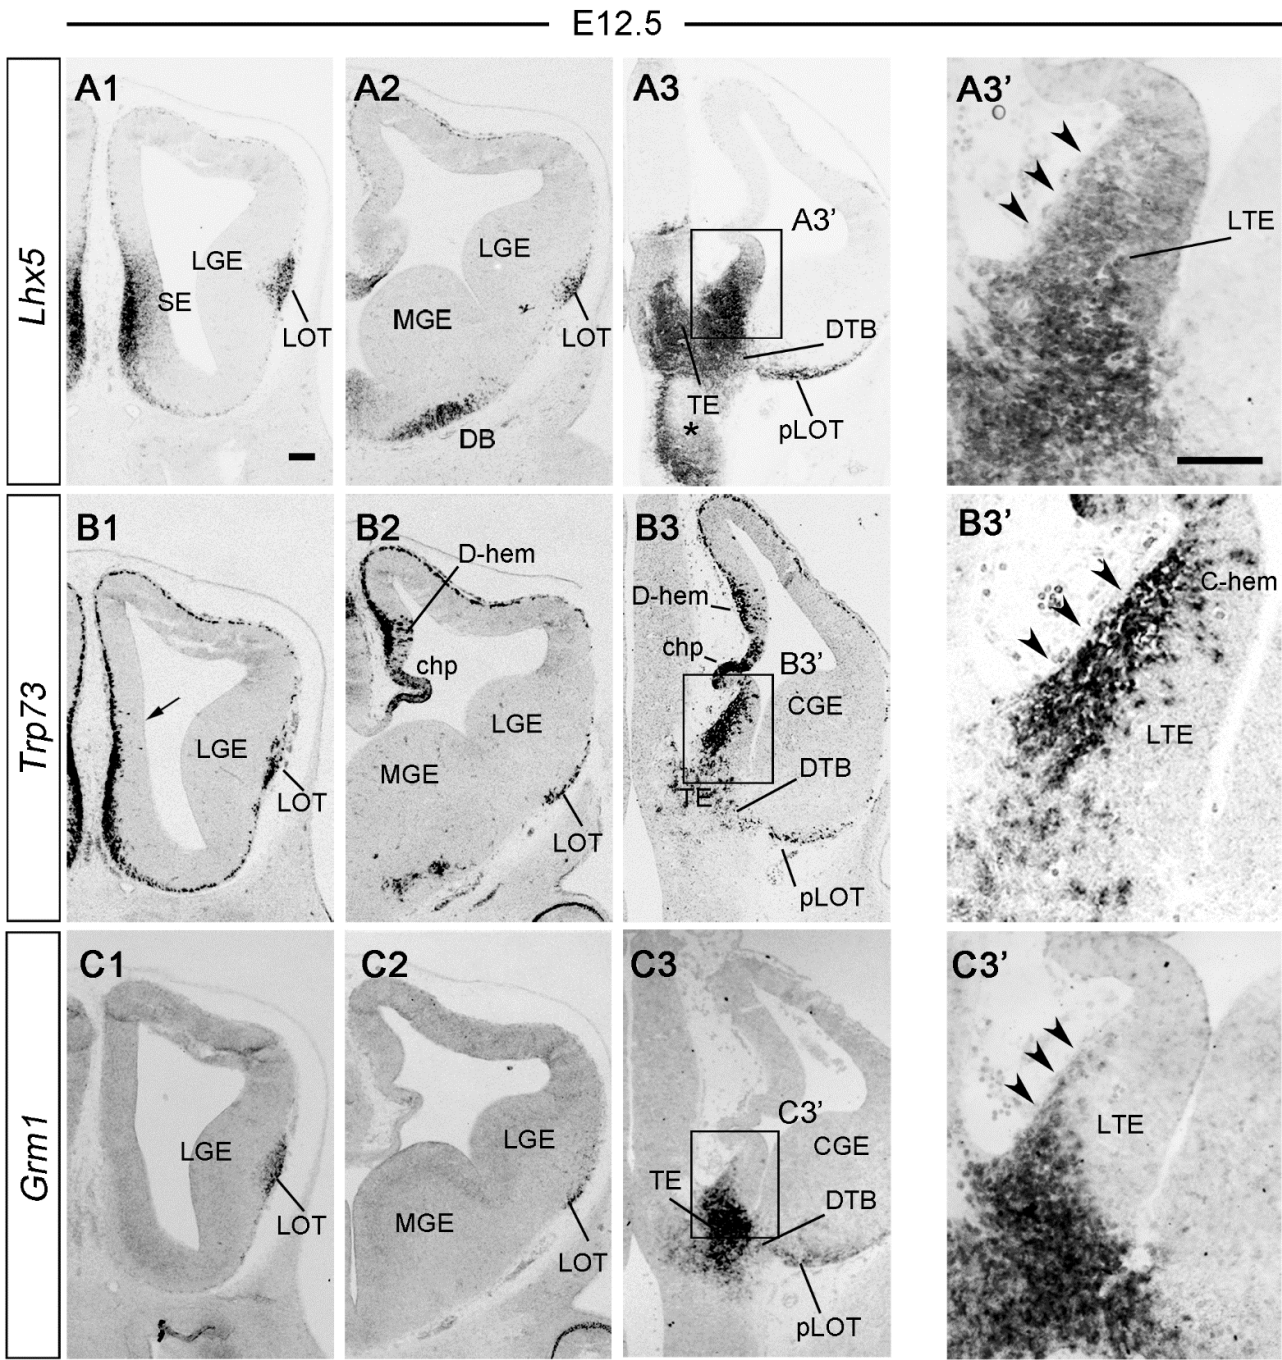 E12.5
Lhx5
A1
LGE
SE
LOT
A2
LGE
MGE
LOT
DB
A3
A3’
DTB
TE
*
pLOT
A3’
LTE
Trp73
B1
LGE
LOT
B2
D-hem
chp
LGE
MGE
LOT
B3
D-hem
chp
B3’
CGE
DTB
TE
pLOT
B3’
C-hem
LTE
Grm1
C1
LGE
LOT
C2
LGE
MGE
LOT
C3
C3’
CGE
TE
DTB
pLOT
C3’
LTE